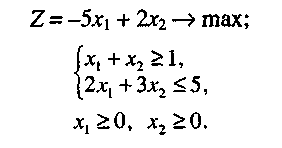 Z = –5x₁ + 2x₂ → max;
x₁ + x₂ ≥ 1,
2x₁ + 3x₂ ≤ 5,
x₁ ≥ 0, x₂ ≥ 0.